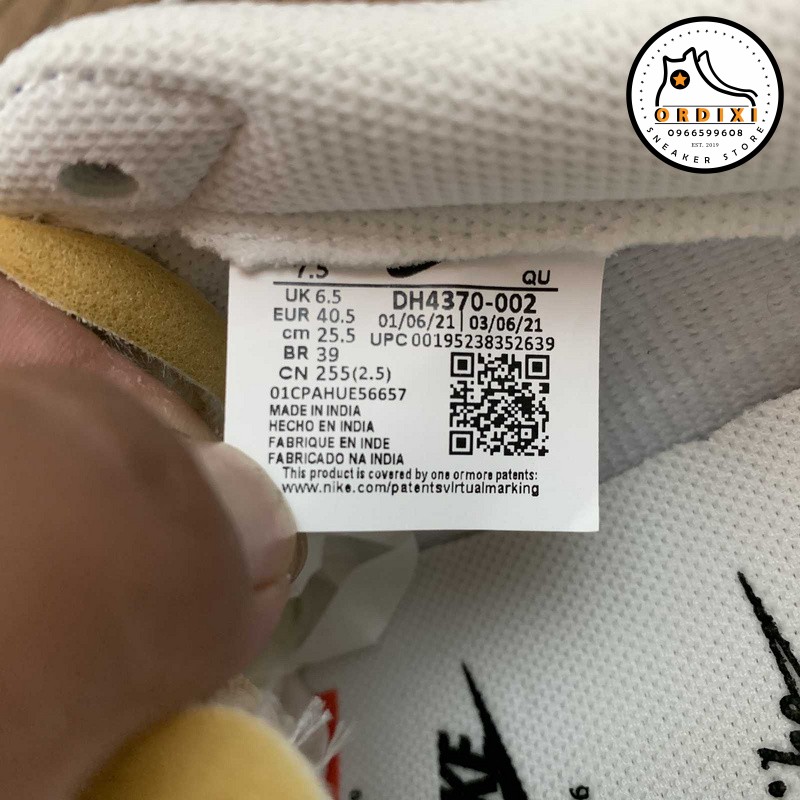 ORDIXI
0966599608
EST. 2019
SNEAKER STORE
7.5
QU
UK 6.5
DH4370-002
EUR 40.5
01/06/21 | 03/06/21
cm 25.5
UPC 00195238352639
BR 39
CN 255(2.5)
01CPAHUE56657
MADE IN INDIA
HECHO EN INDIA
FABRIQUE EN INDE
FABRICADO NA INDIA
This product is covered by one or more patents:
www.nike.com/patentsvirtualmarking
NIKE